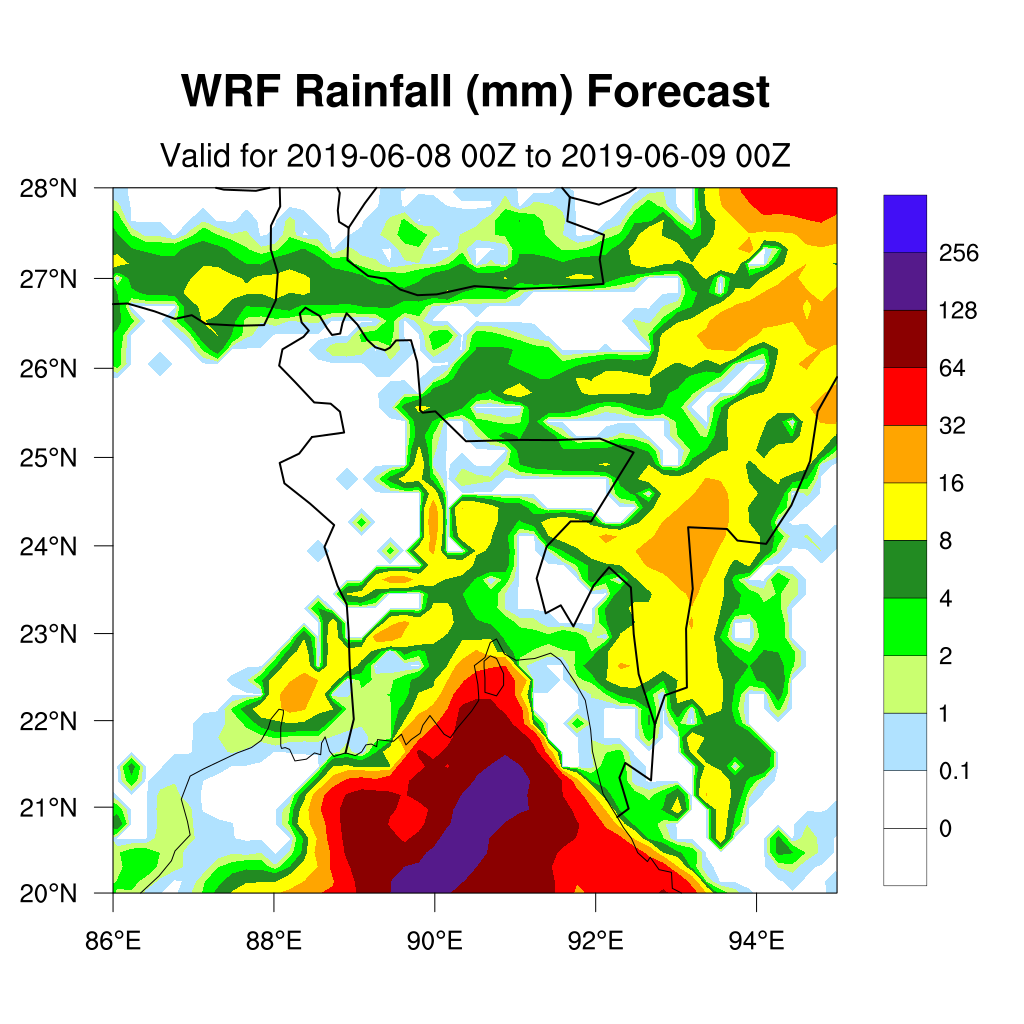 WRF Rainfall (mm) Forecast
Valid for 2019-06-08 00Z to 2019-06-09 00Z
28°N
27°N
26°N
25°N
24°N
23°N
22°N
21°N
20°N
86°E 88°E 90°E 92°E 94°E
256
128
64
32
16
8
4
2
1
0.1
0